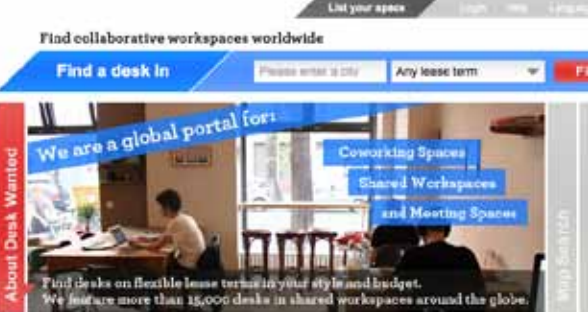 List your space Login Help Language
Find collaborative workspaces worldwide
Find a desk in Please enter a city Any lease term
We are a global portal for:
Coworking Spaces
Shared Workspaces
and Meeting Spaces
About Desk Wanted
Map Search
Find desks on flexible lease terms in your style and budget.
We feature more than 15,000 desks in shared workspaces around the globe.